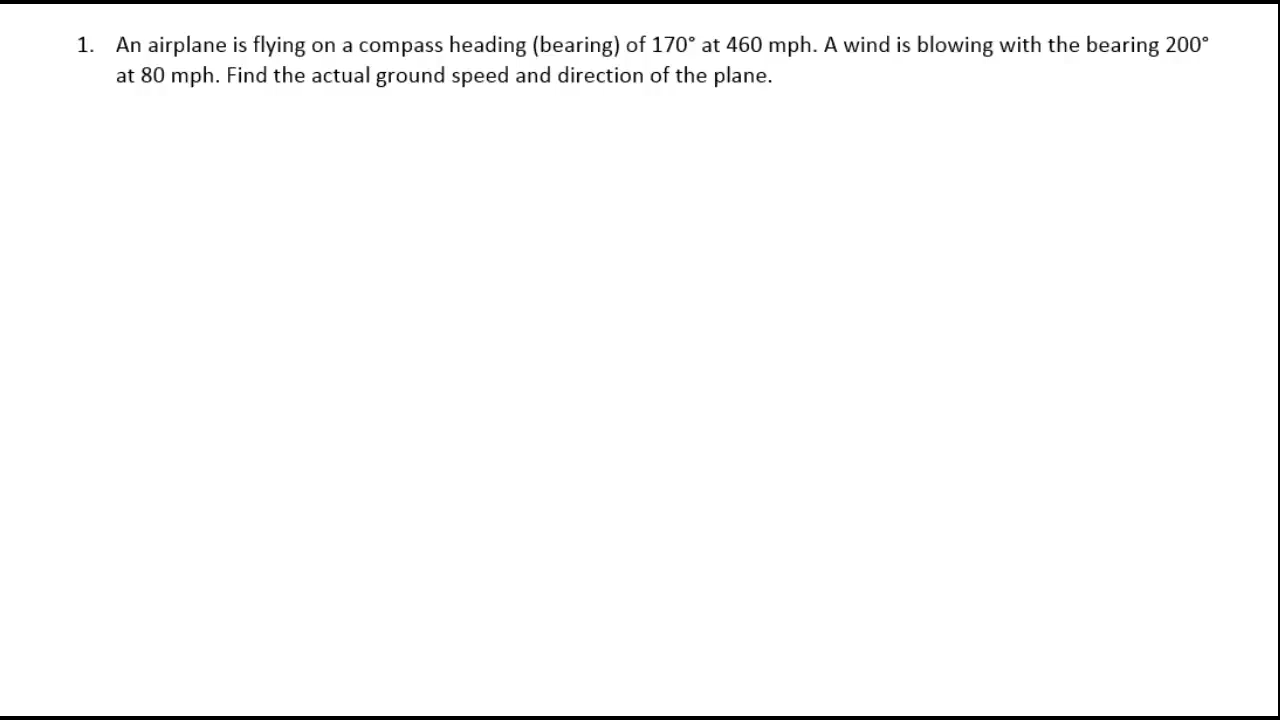 1. An airplane is flying on a compass heading (bearing) of 170° at 460 mph. A wind is blowing with the bearing 200°
at 80 mph. Find the actual ground speed and direction of the plane.